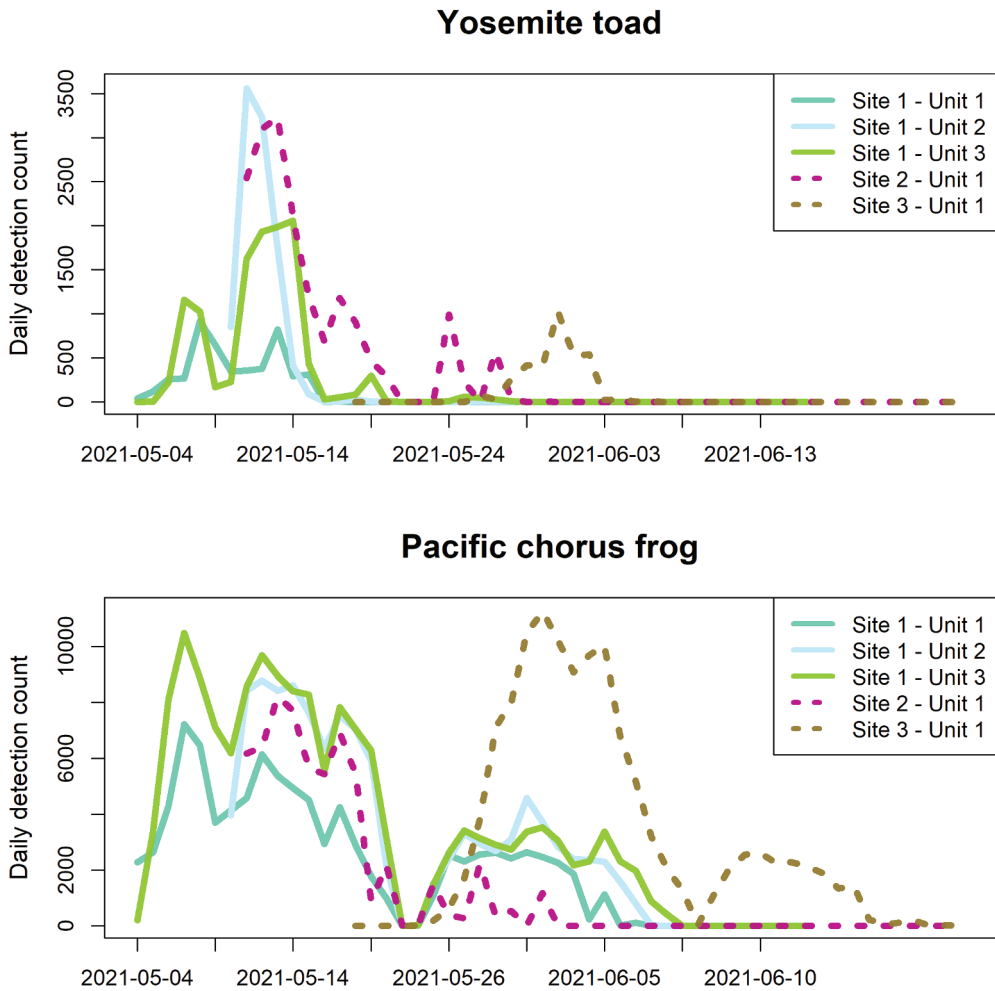 Yosemite toad
Daily detection count
3500
2500
1500
500
0
Site 1 - Unit 1
Site 1 - Unit 2
Site 1 - Unit 3
Site 2 - Unit 1
Site 3 - Unit 1
2021-05-04 2021-05-14 2021-05-24 2021-06-03 2021-06-13
Pacific chorus frog
Daily detection count
10000
6000
2000
0
Site 1 - Unit 1
Site 1 - Unit 2
Site 1 - Unit 3
Site 2 - Unit 1
Site 3 - Unit 1
2021-05-04 2021-05-14 2021-05-26 2021-06-05 2021-06-10